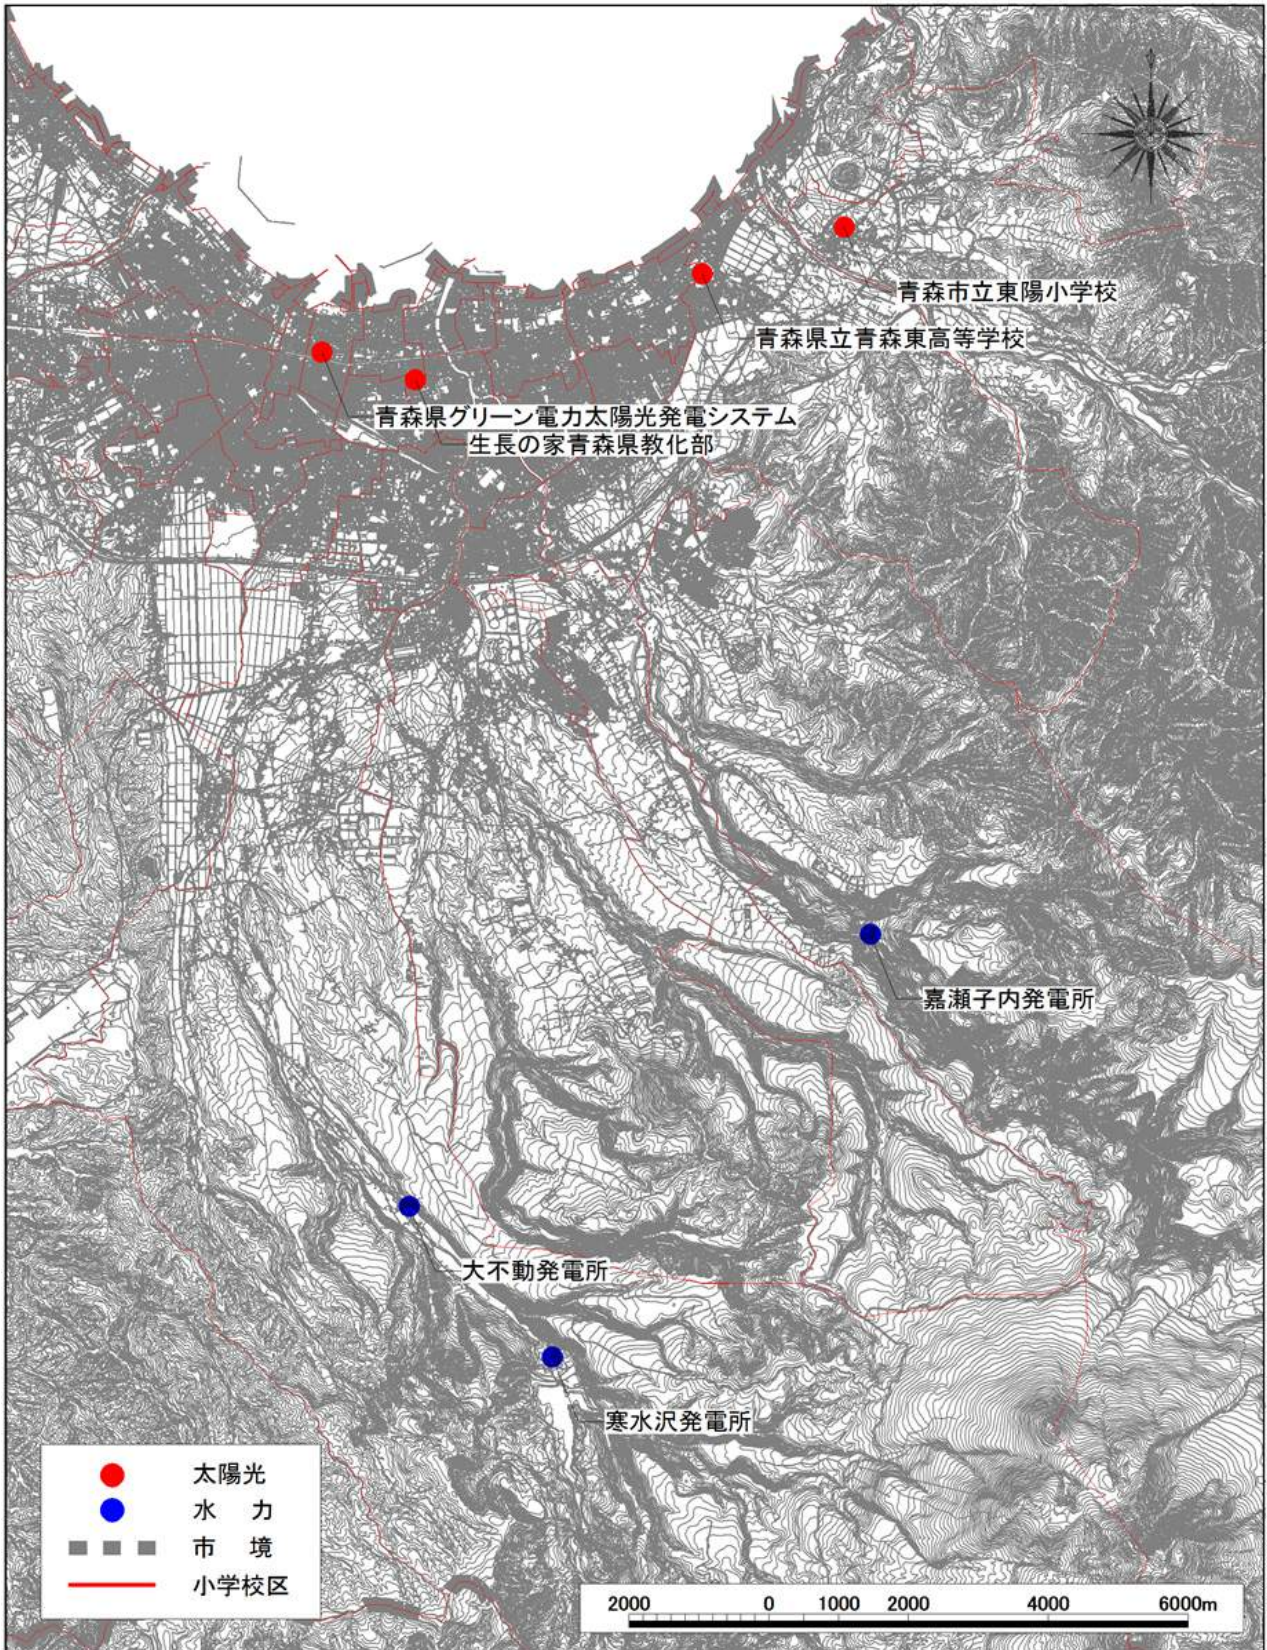 青森市立東陽小学校
青森県立青森東高等学校
青森県グリーン電力太陽光発電システム
生長の家青森県教化部
嘉瀬子内発電所
大不動発電所
寒水沢発電所
太陽光
水 力
市 境
小学校区
2000 0 1000 2000 4000 6000m